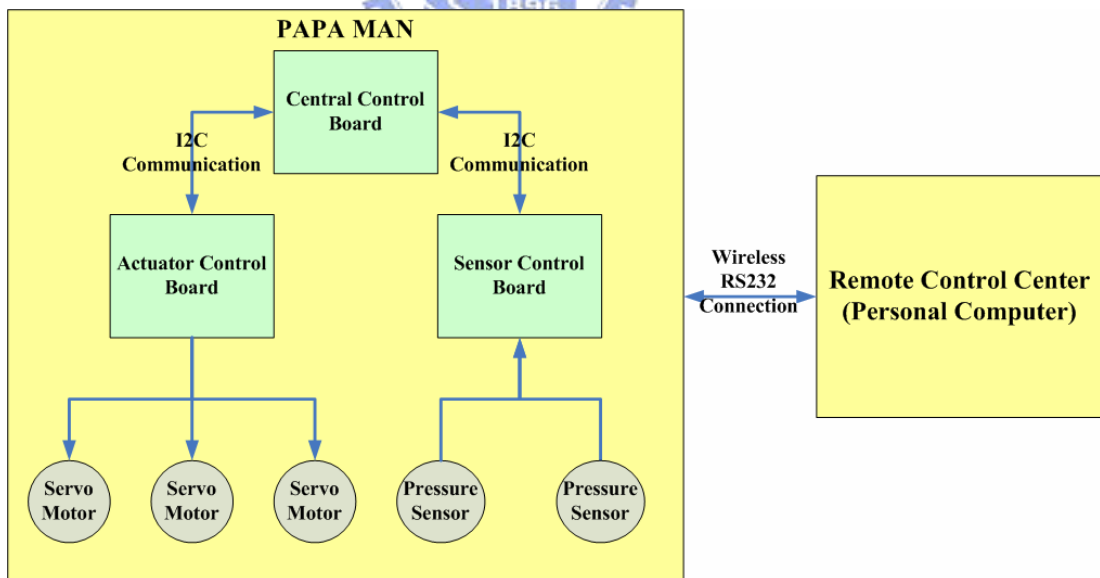 1896
PAPA MAN
Central Control
Board
I2C
Communication
I2C
Communication
Actuator Control
Board
Sensor Control
Board
Wireless
RS232
Connection
Remote Control Center
(Personal Computer)
Servo
Motor
Servo
Motor
Servo
Motor
Pressure
Sensor
Pressure
Sensor